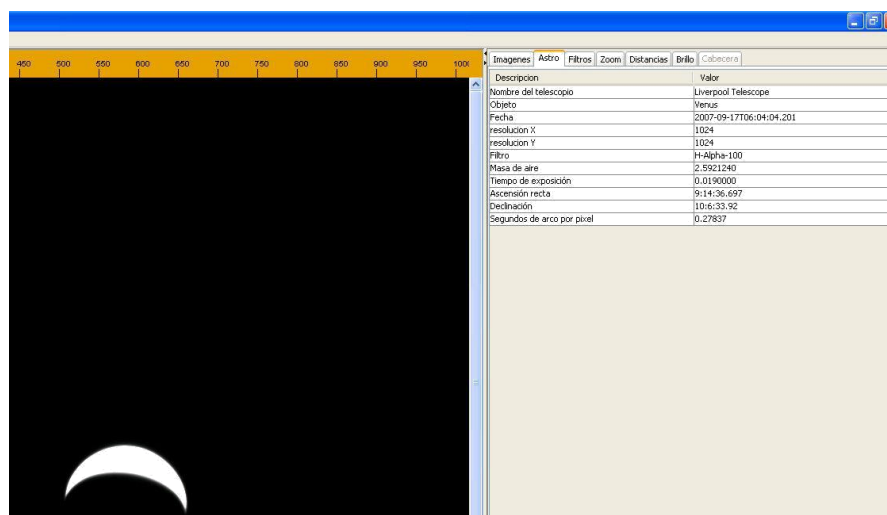 450 500 550 600 650 700 750 800 850 900 950 100
Imagenes Astro Filtros Zoom Distancias Brillo Cabecera
Descripcion Valor
Nombre del telescopio Liverpool Telescope
Objeto Venus
Fecha 2007-09-17T06:04:04.201
resolucion X 1024
resolucion Y 1024
Filtro H-Alpha-100
Masa de aire 2.5921240
Tiempo de exposición 0.0190000
Ascensión recta 9:14:36.697
Declinación 10:6:33.92
Segundos de arco por pixel 0.27837